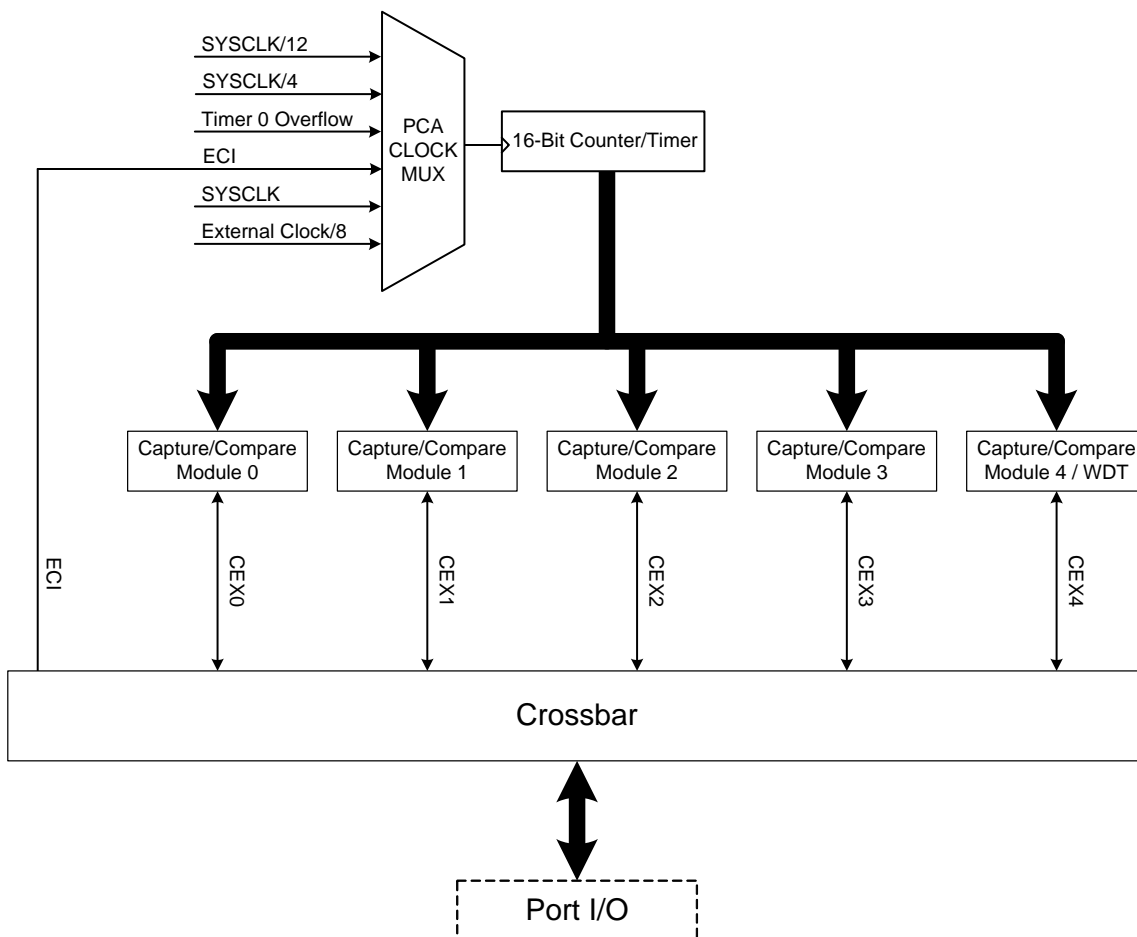 SYSCLK/12
SYSCLK/4
Timer 0 Overflow
ECI
SYSCLK
External Clock/8
PCA
CLOCK
MUX
16-Bit Counter/Timer
Capture/Compare
Module 0
Capture/Compare
Module 1
Capture/Compare
Module 2
Capture/Compare
Module 3
Capture/Compare
Module 4 / WDT
ECI
CEX0
CEX1
CEX2
CEX3
CEX4
Crossbar
Port I/O